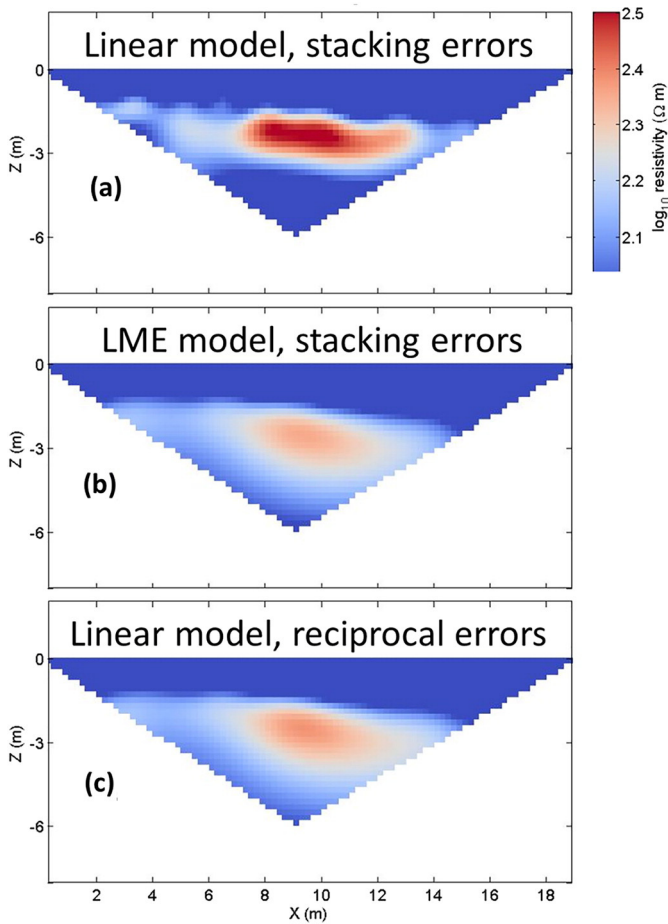 Linear model, stacking errors
0
-3
-6
Z (m)
(a)
2.5
2.4
2.3
2.2
2.1
log10 resistivity (Ω m)
LME model, stacking errors
0
-3
-6
Z (m)
(b)
Linear model, reciprocal errors
0
-3
-6
Z (m)
(c)
2 4 6 8 10 12 14 16 18
X (m)